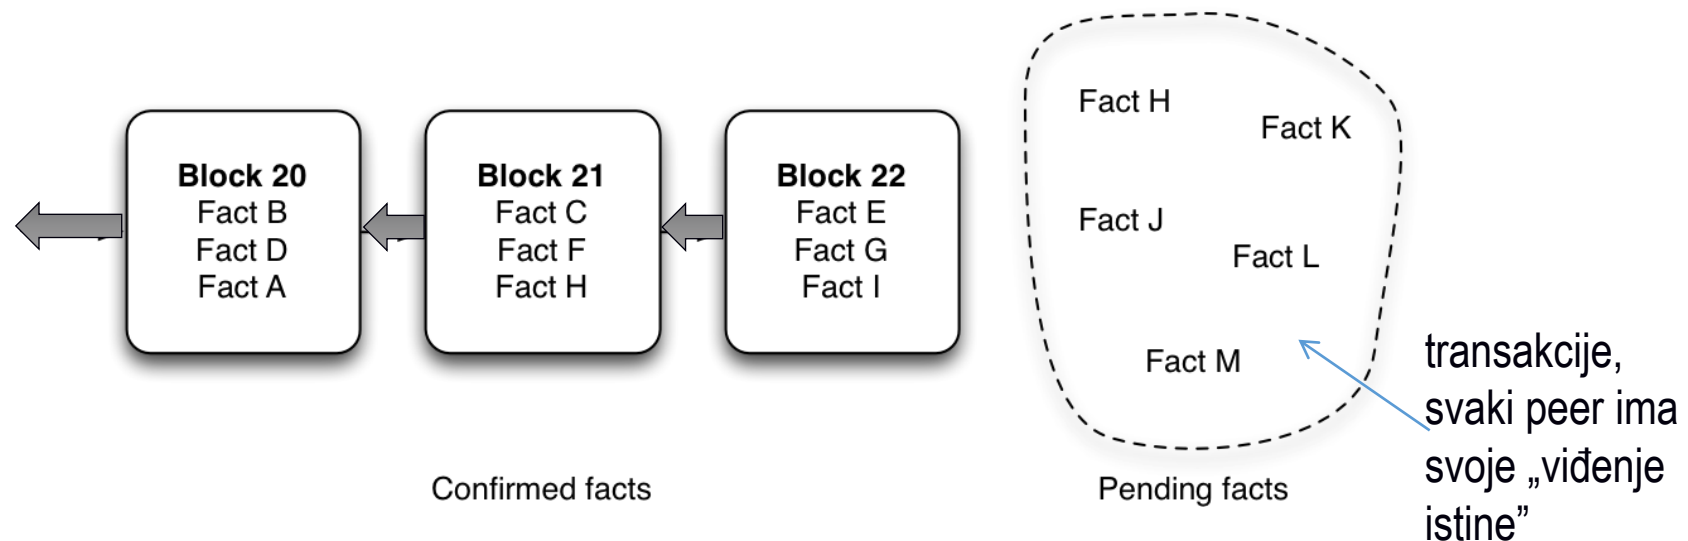 Block 20
Fact B
Fact D
Fact A
Block 21
Fact C
Fact F
Fact H
Block 22
Fact E
Fact G
Fact I
Confirmed facts
Fact H
Fact K
Fact J
Fact L
Fact M
Pending facts
transakcije,
svaki peer ima
svoje „viđenje
istine”